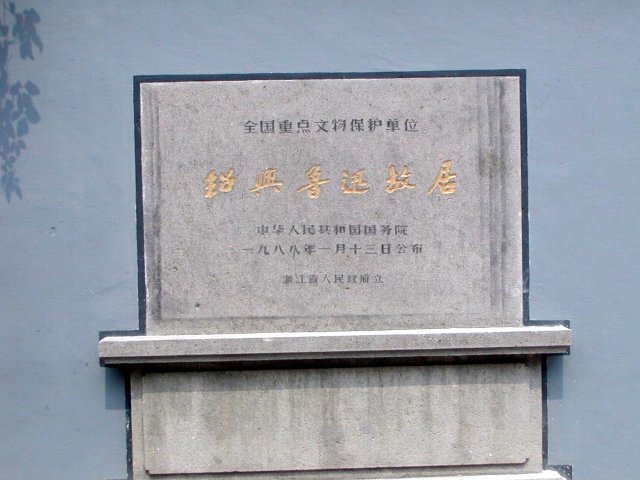 全国重点文物保护单位
绍興鲁迅故居
中华人民共和国国务院
一九八八年一月十三日公布
浙江省人民政府立